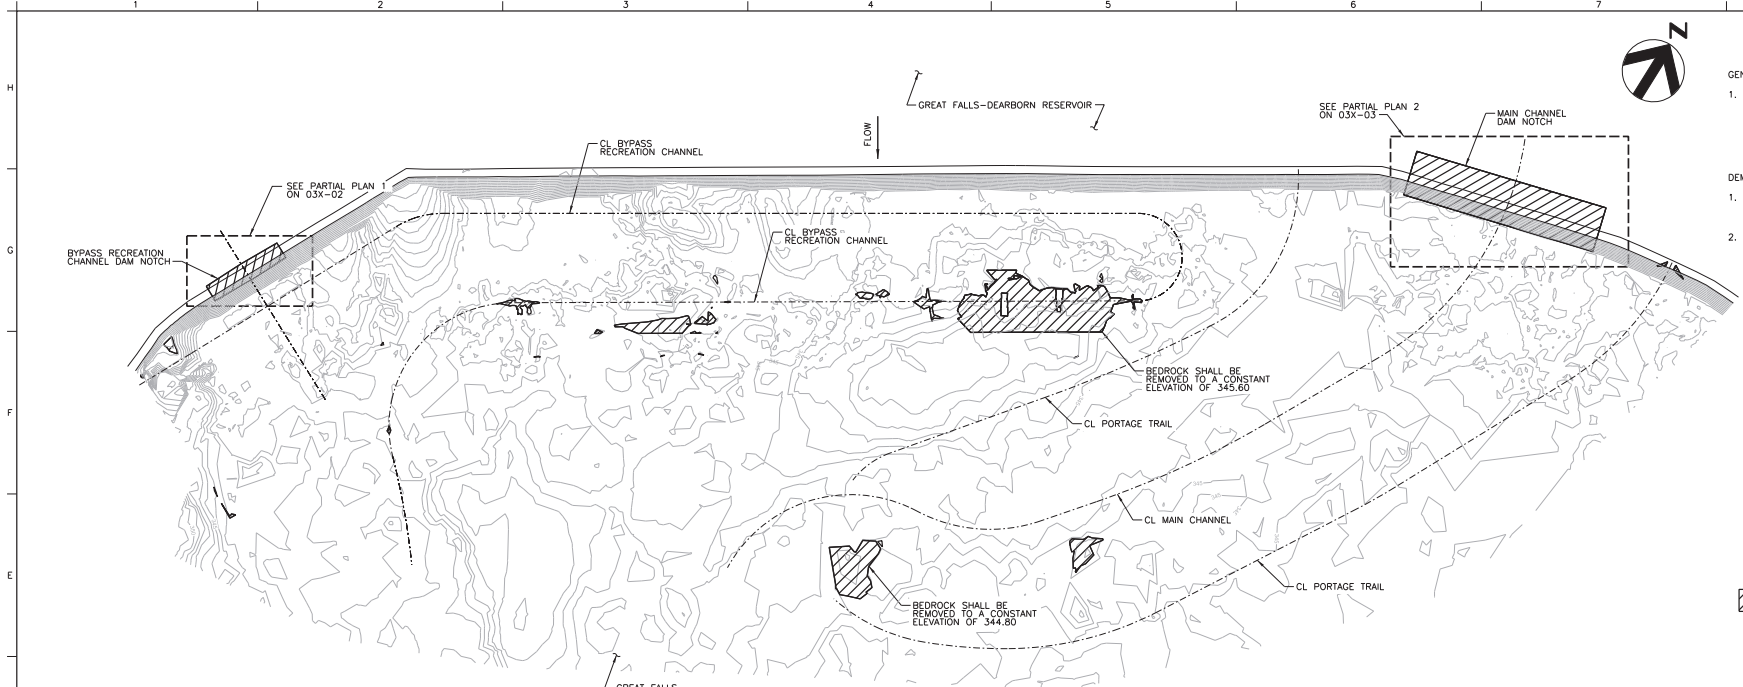 1 2 3 4 5 6 7
N
H
GEN
1.
GREAT FALLS-DEARBORN RESERVOIR
SEE PARTIAL PLAN 2
ON 03X-03
MAIN CHANNEL
DAM NOTCH
FLOW
CL BYPASS
RECREATION CHANNEL
SEE PARTIAL PLAN 1
ON 03X-02
DEM
1.
2.
G
BYPASS RECREATION
CHANNEL DAM NOTCH
CL BYPASS
RECREATION CHANNEL
BEDROCK SHALL BE
REMOVED TO A CONSTANT
ELEVATION OF 345.60
F
CL PORTAGE TRAIL
CL MAIN CHANNEL
E
CL PORTAGE TRAIL
BEDROCK SHALL BE
REMOVED TO A CONSTANT
ELEVATION OF 344.80
GREAT FALLS